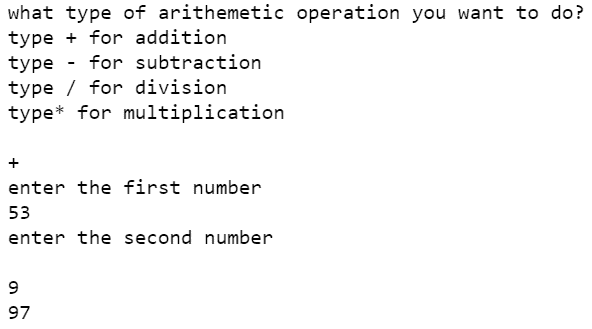 what type of arithemetic operation you want to do?
type + for addition
type - for subtraction
type / for division
type* for multiplication
+
enter the first number
53
enter the second number
9
97